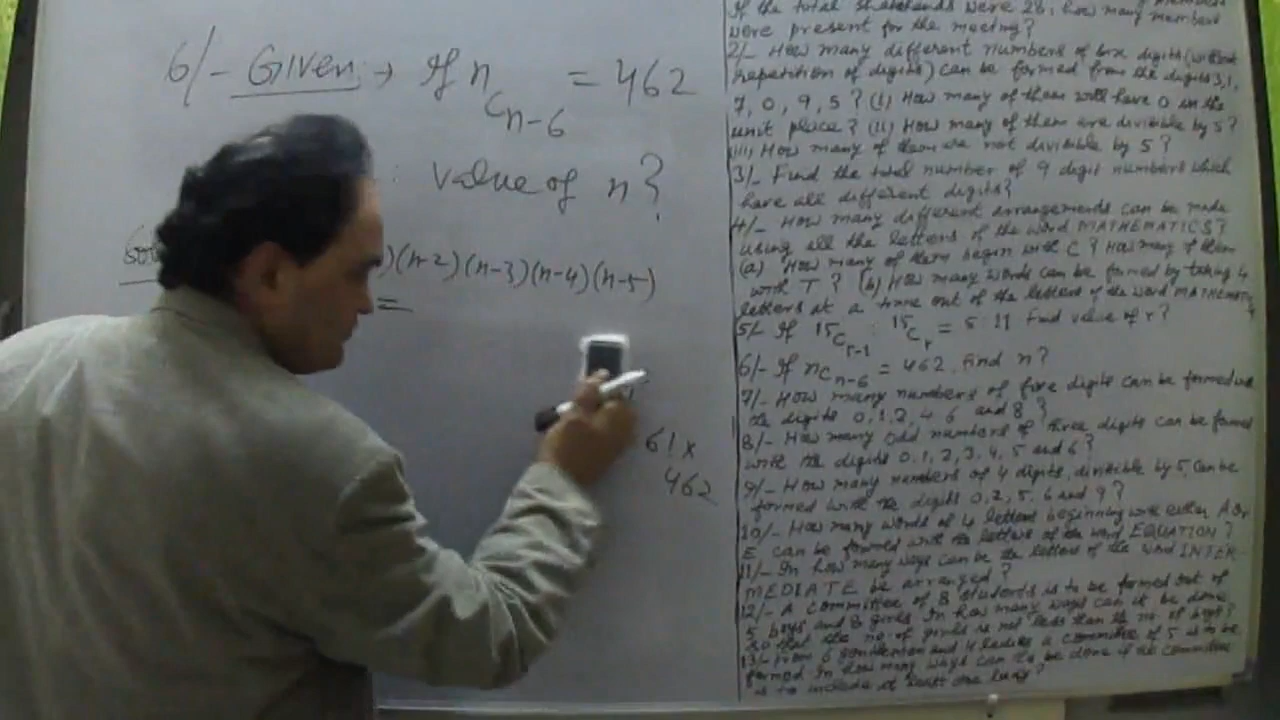 6/- Given → If nCn-6 = 462
value of n?
)(n-2)(n-3)(n-4)(n-5)
=
6! x
462
If the total shakehands were 28, how many members
were present for the meeting?
2/- How many different numbers of six digits (without
repetition of digits) can be formed from the digits 3, 1,
7, 0, 9, 5? (I) How many of them will have 0 in the
unit place? (II) How many of them are divisible by 5?
(III) How many of them are not divisible by 5?
3/- Find the total number of 9 digit numbers which
have all different digits?
4/- How many different arrangements can be made
using all the letters of the word MATHEMATICS?
(a) How many of them begin with C? How many of them
with T? (b) How many words can be formed by taking 4
letters at a time out of the letters of the word MATHEMATI
5/- If 15Cr-1 : 15Cr = 5:11 Find value of r?
6/- If nCn-6 = 462, Find n?
7/- How many numbers of five digits can be formed
the digits 0, 1, 2, 4 6 and 8?
8/- How many odd numbers of three digits can be formed
with the digits 0, 1, 2, 3, 4, 5 and 6?
9/- How many numbers of 4 digits, divisible by 5, can be
formed with the digits 0, 2, 5, 6 and 9?
10/- How many words of 4 letters beginning with either A or
E can be formed with the letters of the word EQUATION?
11/- In how many ways can be the letters of the word INTER-
MEDIATE be arranged?
12/- A committee of 8 students is to be formed out of
5 boys and 8 girls. In how many ways can it be done
so that the no. of girls is not less than the no. of boys?
13/- From 6 gentlemen and 4 ladies a committee of 5 is to be
formed. In how many ways can be done if the committee
is to include at least one lady?